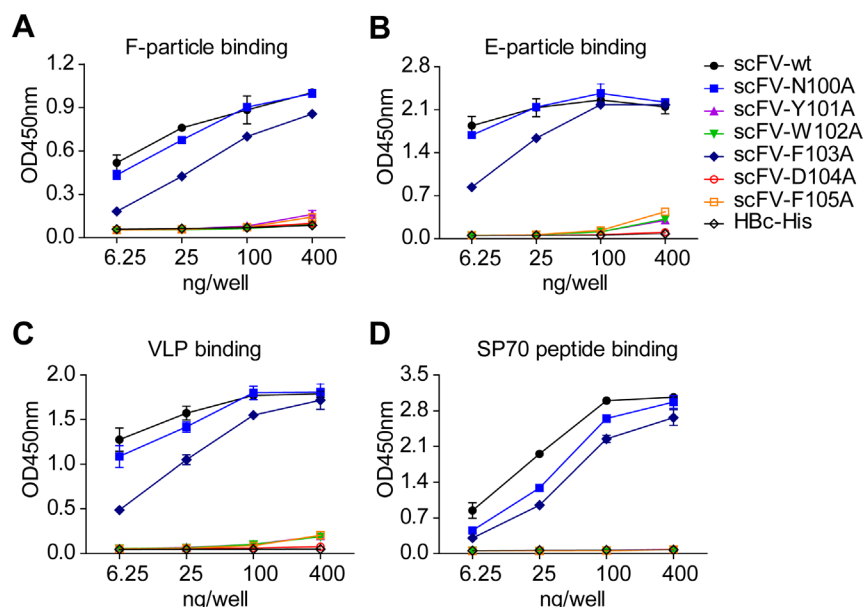 A
F-particle binding
1.2
0.9
0.6
0.3
0.0
OD450nm
6.25 25 100 400
ng/well
B
E-particle binding
2.8
2.1
1.4
0.7
0.0
OD450nm
6.25 25 100 400
ng/well
scFV-wt
scFV-N100A
scFV-Y101A
scFV-W102A
scFV-F103A
scFV-D104A
scFV-F105A
HBc-His
C
VLP binding
2.0
1.5
1.0
0.5
0.0
OD450nm
6.25 25 100 400
ng/well
D
SP70 peptide binding
3.5
2.8
2.1
1.4
0.7
0.0
OD450nm
6.25 25 100 400
ng/well